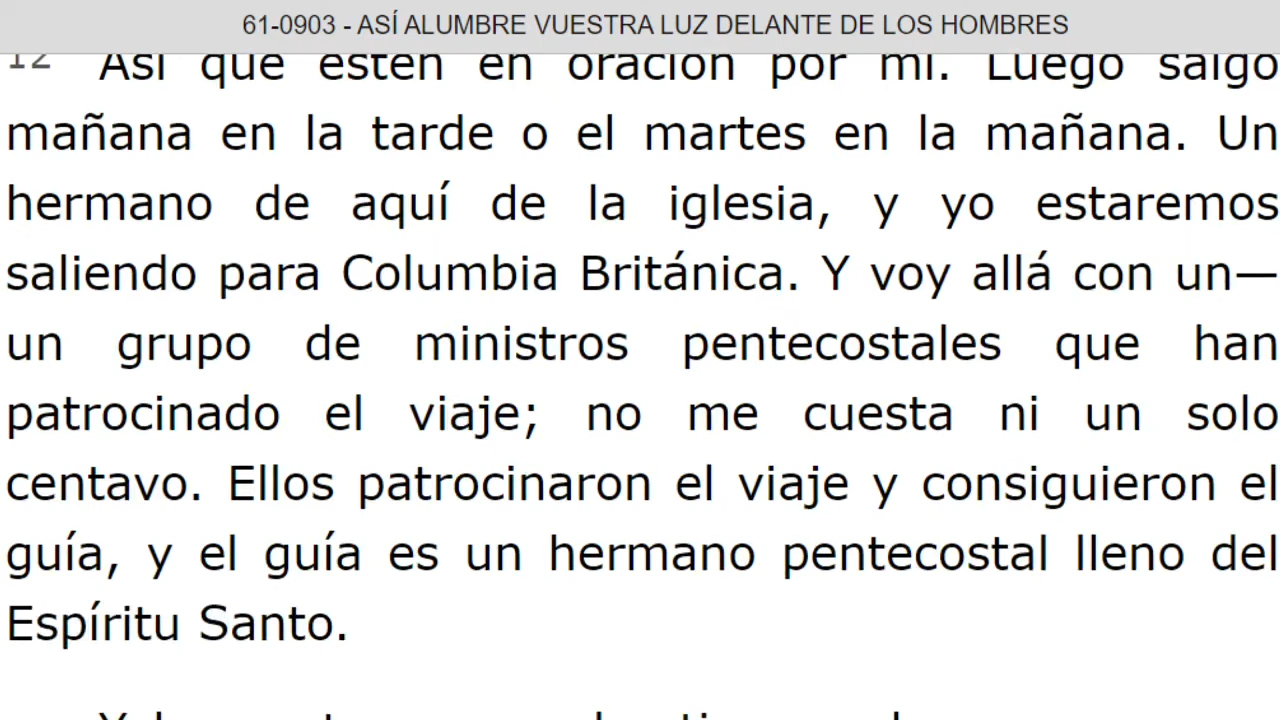 61-0903 - ASÍ ALUMBRE VUESTRA LUZ DELANTE DE LOS HOMBRES
12 Así que estén en oración por mí. Luego salgo
mañana en la tarde o el martes en la mañana. Un
hermano de aquí de la iglesia, y yo estaremos
saliendo para Columbia Británica. Y voy allá con un—
un grupo de ministros pentecostales que han
patrocinado el viaje; no me cuesta ni un solo
centavo. Ellos patrocinaron el viaje y consiguieron el
guía, y el guía es un hermano pentecostal lleno del
Espíritu Santo.